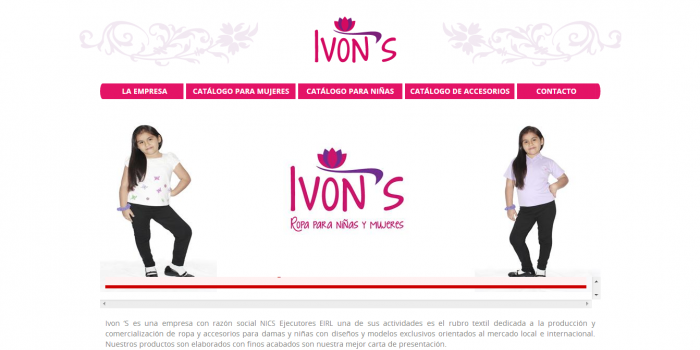 IVON'S
LA EMPRESA CATÁLOGO PARA MUJERES CATÁLOGO PARA NIÑAS CATÁLOGO DE ACCESORIOS CONTACTO
IVON'S
ROPA PARA NIÑAS Y MUJERES
Ivon 'S es una empresa con razón social NICS Ejecutores EIRL una de sus actividades es el rubro textil dedicada a la producción y
comercialización de ropa y accesorios para damas y niñas con diseños y modelos exclusivos orientados al mercado local e internacional.
Nuestros productos son elaborados con finos acabados son nuestra mejor carta de presentación.